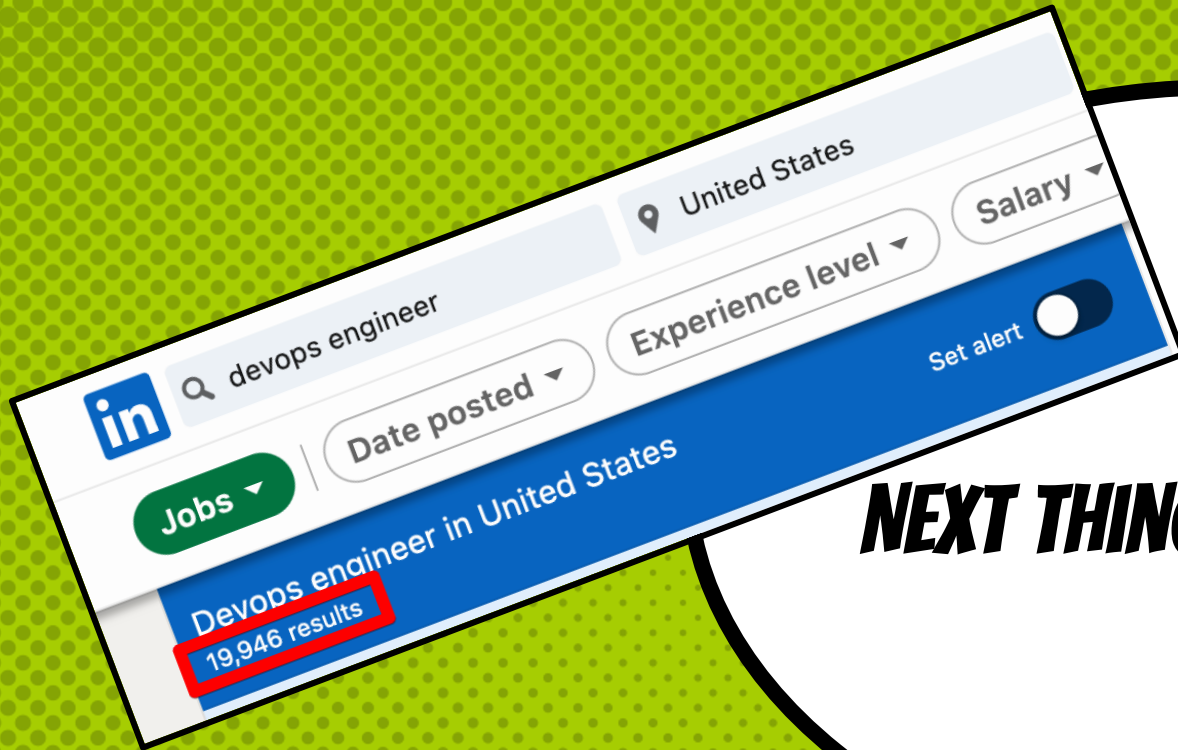 in
devops engineer
United States
Jobs
Date posted
Experience level
Salary
Devops engineer in United States
Set alert
19,946 results
NEXT THING